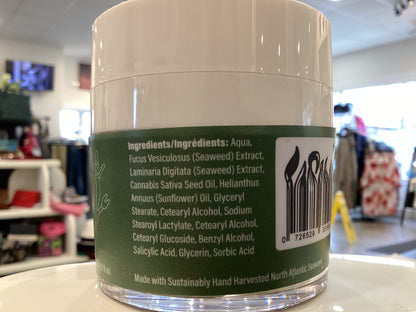 Ingredients/Ingrédients: Aqua,
Fucus Vesiculosus (Seaweed) Extract,
Laminaria Digitata (Seaweed) Extract,
Cannabis Sativa Seed Oil, Helianthus
Annuus (Sunflower) Oil, Glyceryl
Stearate, Cetearyl Alcohol, Sodium
Stearoyl Lactylate, Cetearyl Alcohol,
Cetearyl Glucoside, Benzyl Alcohol,
Salicylic Acid, Glycerin, Sorbic Acid
Made with Sustainably Hand Harvested North Atlantic Seaweed
0 726529